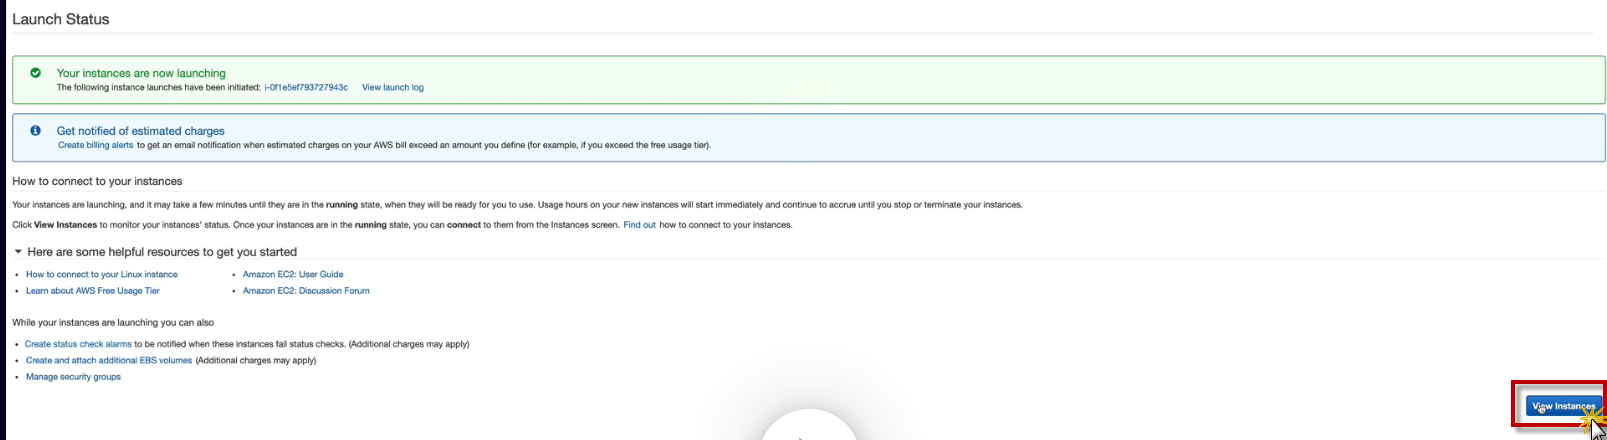 Launch Status
Your instances are now launching
The following instance launches have been initiated: i-0f1e5ef793727943c View launch log
Get notified of estimated charges
Create billing alerts to get an email notification when estimated charges on your AWS bill exceed an amount you define (for example, if you exceed the free usage tier).
How to connect to your instances
Your instances are launching, and it may take a few minutes until they are in the running state, when they will be ready for you to use. Usage hours on your new instances will start immediately and continue to accrue until you stop or terminate your instances.
Click View Instances to monitor your instances' status. Once your instances are in the running state, you can connect to them from the Instances screen. Find out how to connect to your instances.
Here are some helpful resources to get you started
• How to connect to your Linux instance • Amazon EC2: User Guide
• Learn about AWS Free Usage Tier • Amazon EC2: Discussion Forum
While your instances are launching you can also
• Create status check alarms to be notified when these instances fail status checks. (Additional charges may apply)
• Create and attach additional EBS volumes (Additional charges may apply)
• Manage security groups
View Instances